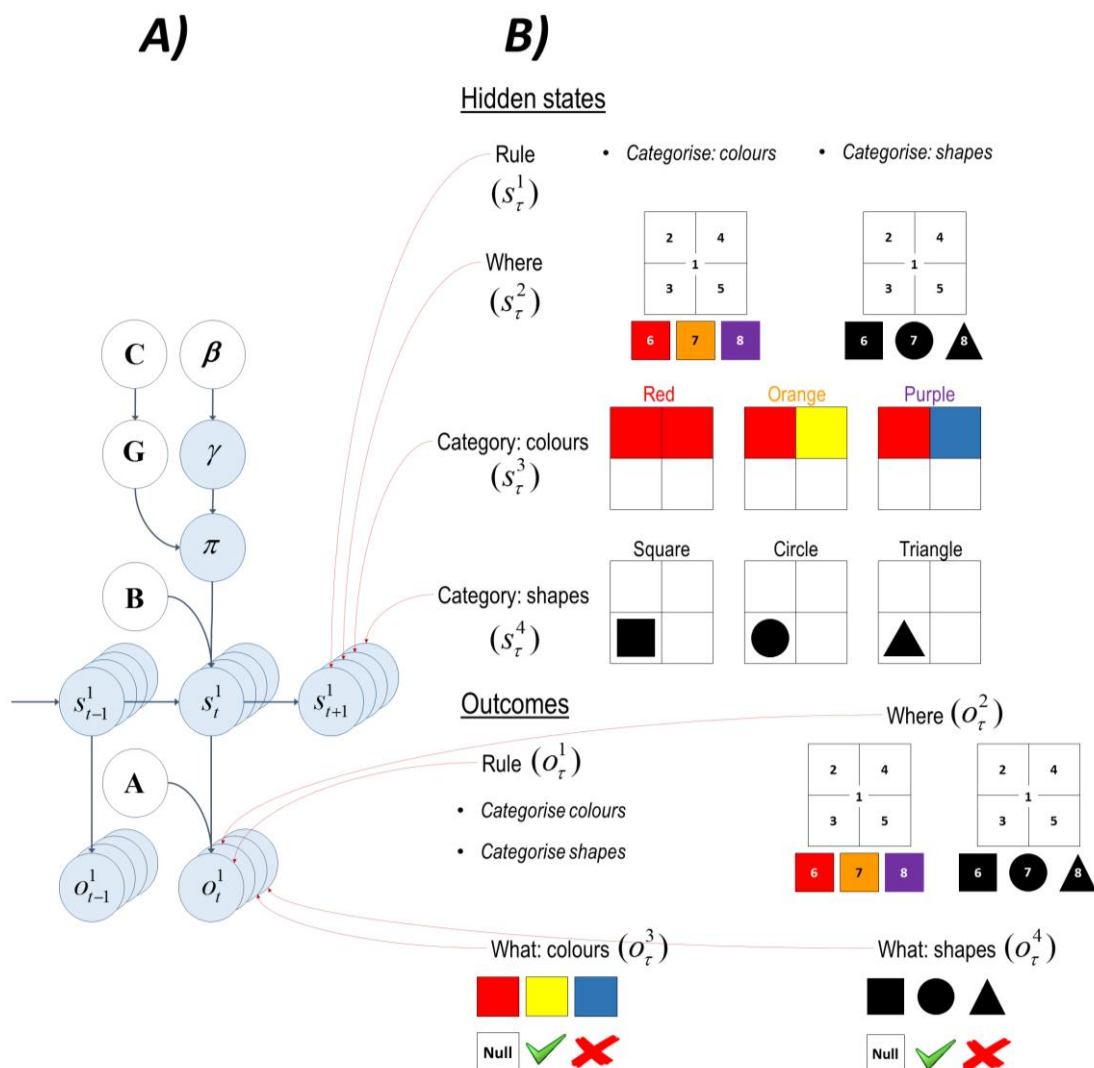 A)
B)
Hidden states
Rule
(s_τ^1)
• Categorise: colours
• Categorise: shapes
Where
(s_τ^2)
2 4
1
3 5
6 7 8
2 4
1
3 5
6 7 8
C β
G γ
π
B
s_{t-1}^1 s_t^1 s_{t+1}^1
A
o_{t-1}^1 o_t^1
Category: colours
(s_τ^3)
Red Orange Purple
Category: shapes
(s_τ^4)
Square Circle Triangle
Outcomes
Rule (o_τ^1)
• Categorise colours
• Categorise shapes
Where (o_τ^2)
2 4
1
3 5
6 7 8
2 4
1
3 5
6 7 8
What: colours (o_τ^3)
Null
What: shapes (o_τ^4)
Null